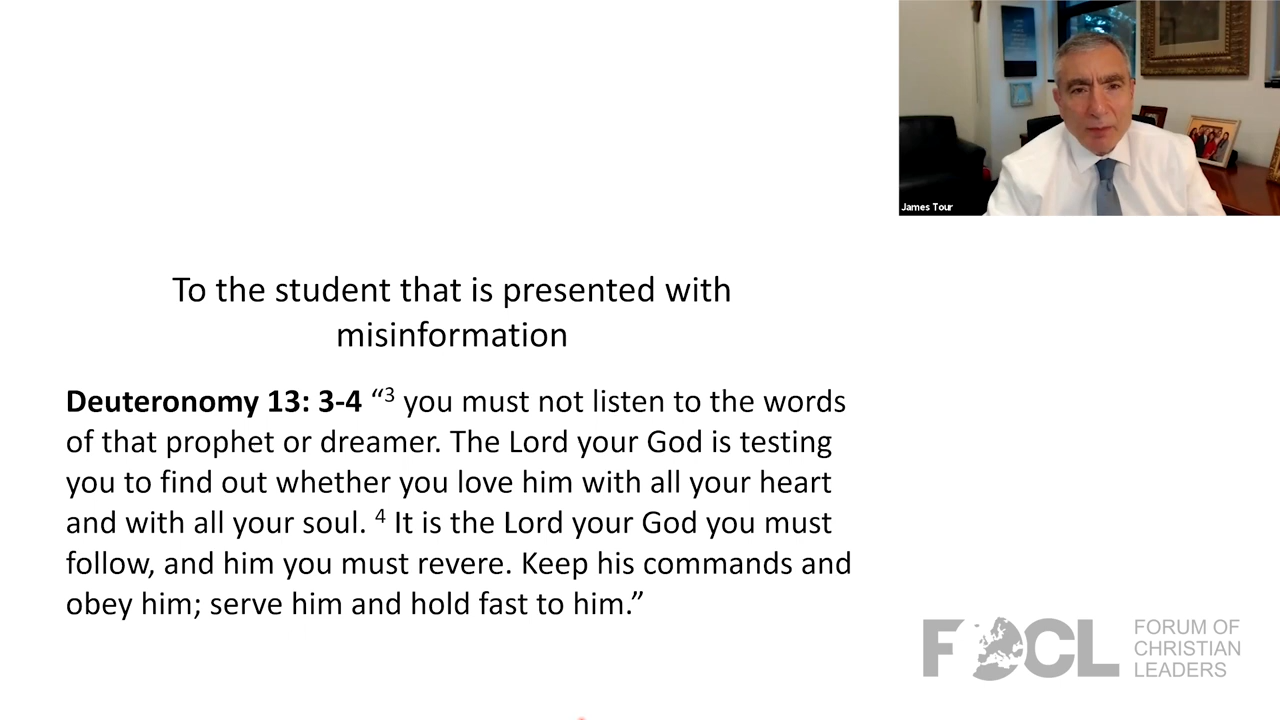 James Tour
To the student that is presented with
misinformation
Deuteronomy 13: 3-4 “3 you must not listen to the words
of that prophet or dreamer. The Lord your God is testing
you to find out whether you love him with all your heart
and with all your soul. 4 It is the Lord your God you must
follow, and him you must revere. Keep his commands and
obey him; serve him and hold fast to him.”
FOCL
FORUM OF
CHRISTIAN
LEADERS